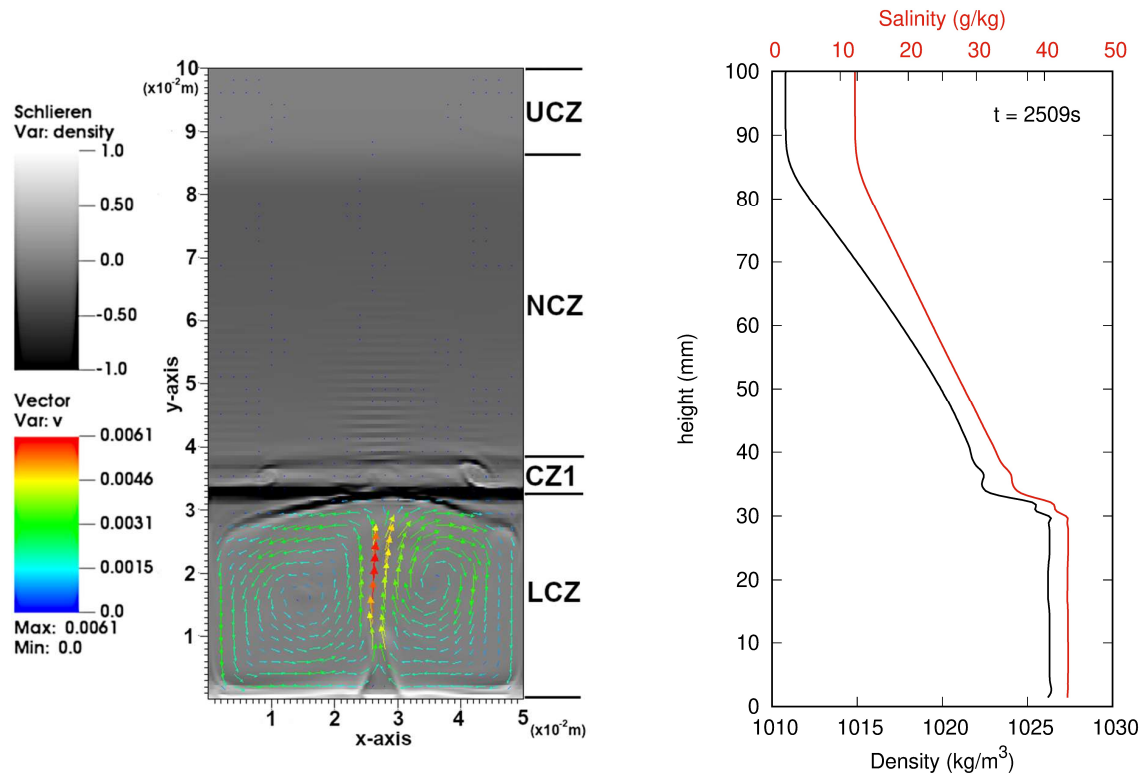 Schlieren
Var: density
1.0
0.50
0.0
-0.50
-1.0
Vector
Var: v
0.0061
0.0046
0.0031
0.0015
0.0
Max: 0.0061
Min: 0.0
10
(x10⁻²m)
9
8
7
6
5
4
3
2
1
y-axis
1 2 3 4 5 (x10⁻²m)
x-axis
UCZ
NCZ
CZ1
LCZ
Salinity (g/kg)
0 10 20 30 40 50
t = 2509s
100
90
80
70
60
50
40
30
20
10
0
height (mm)
1010 1015 1020 1025 1030
Density (kg/m³)